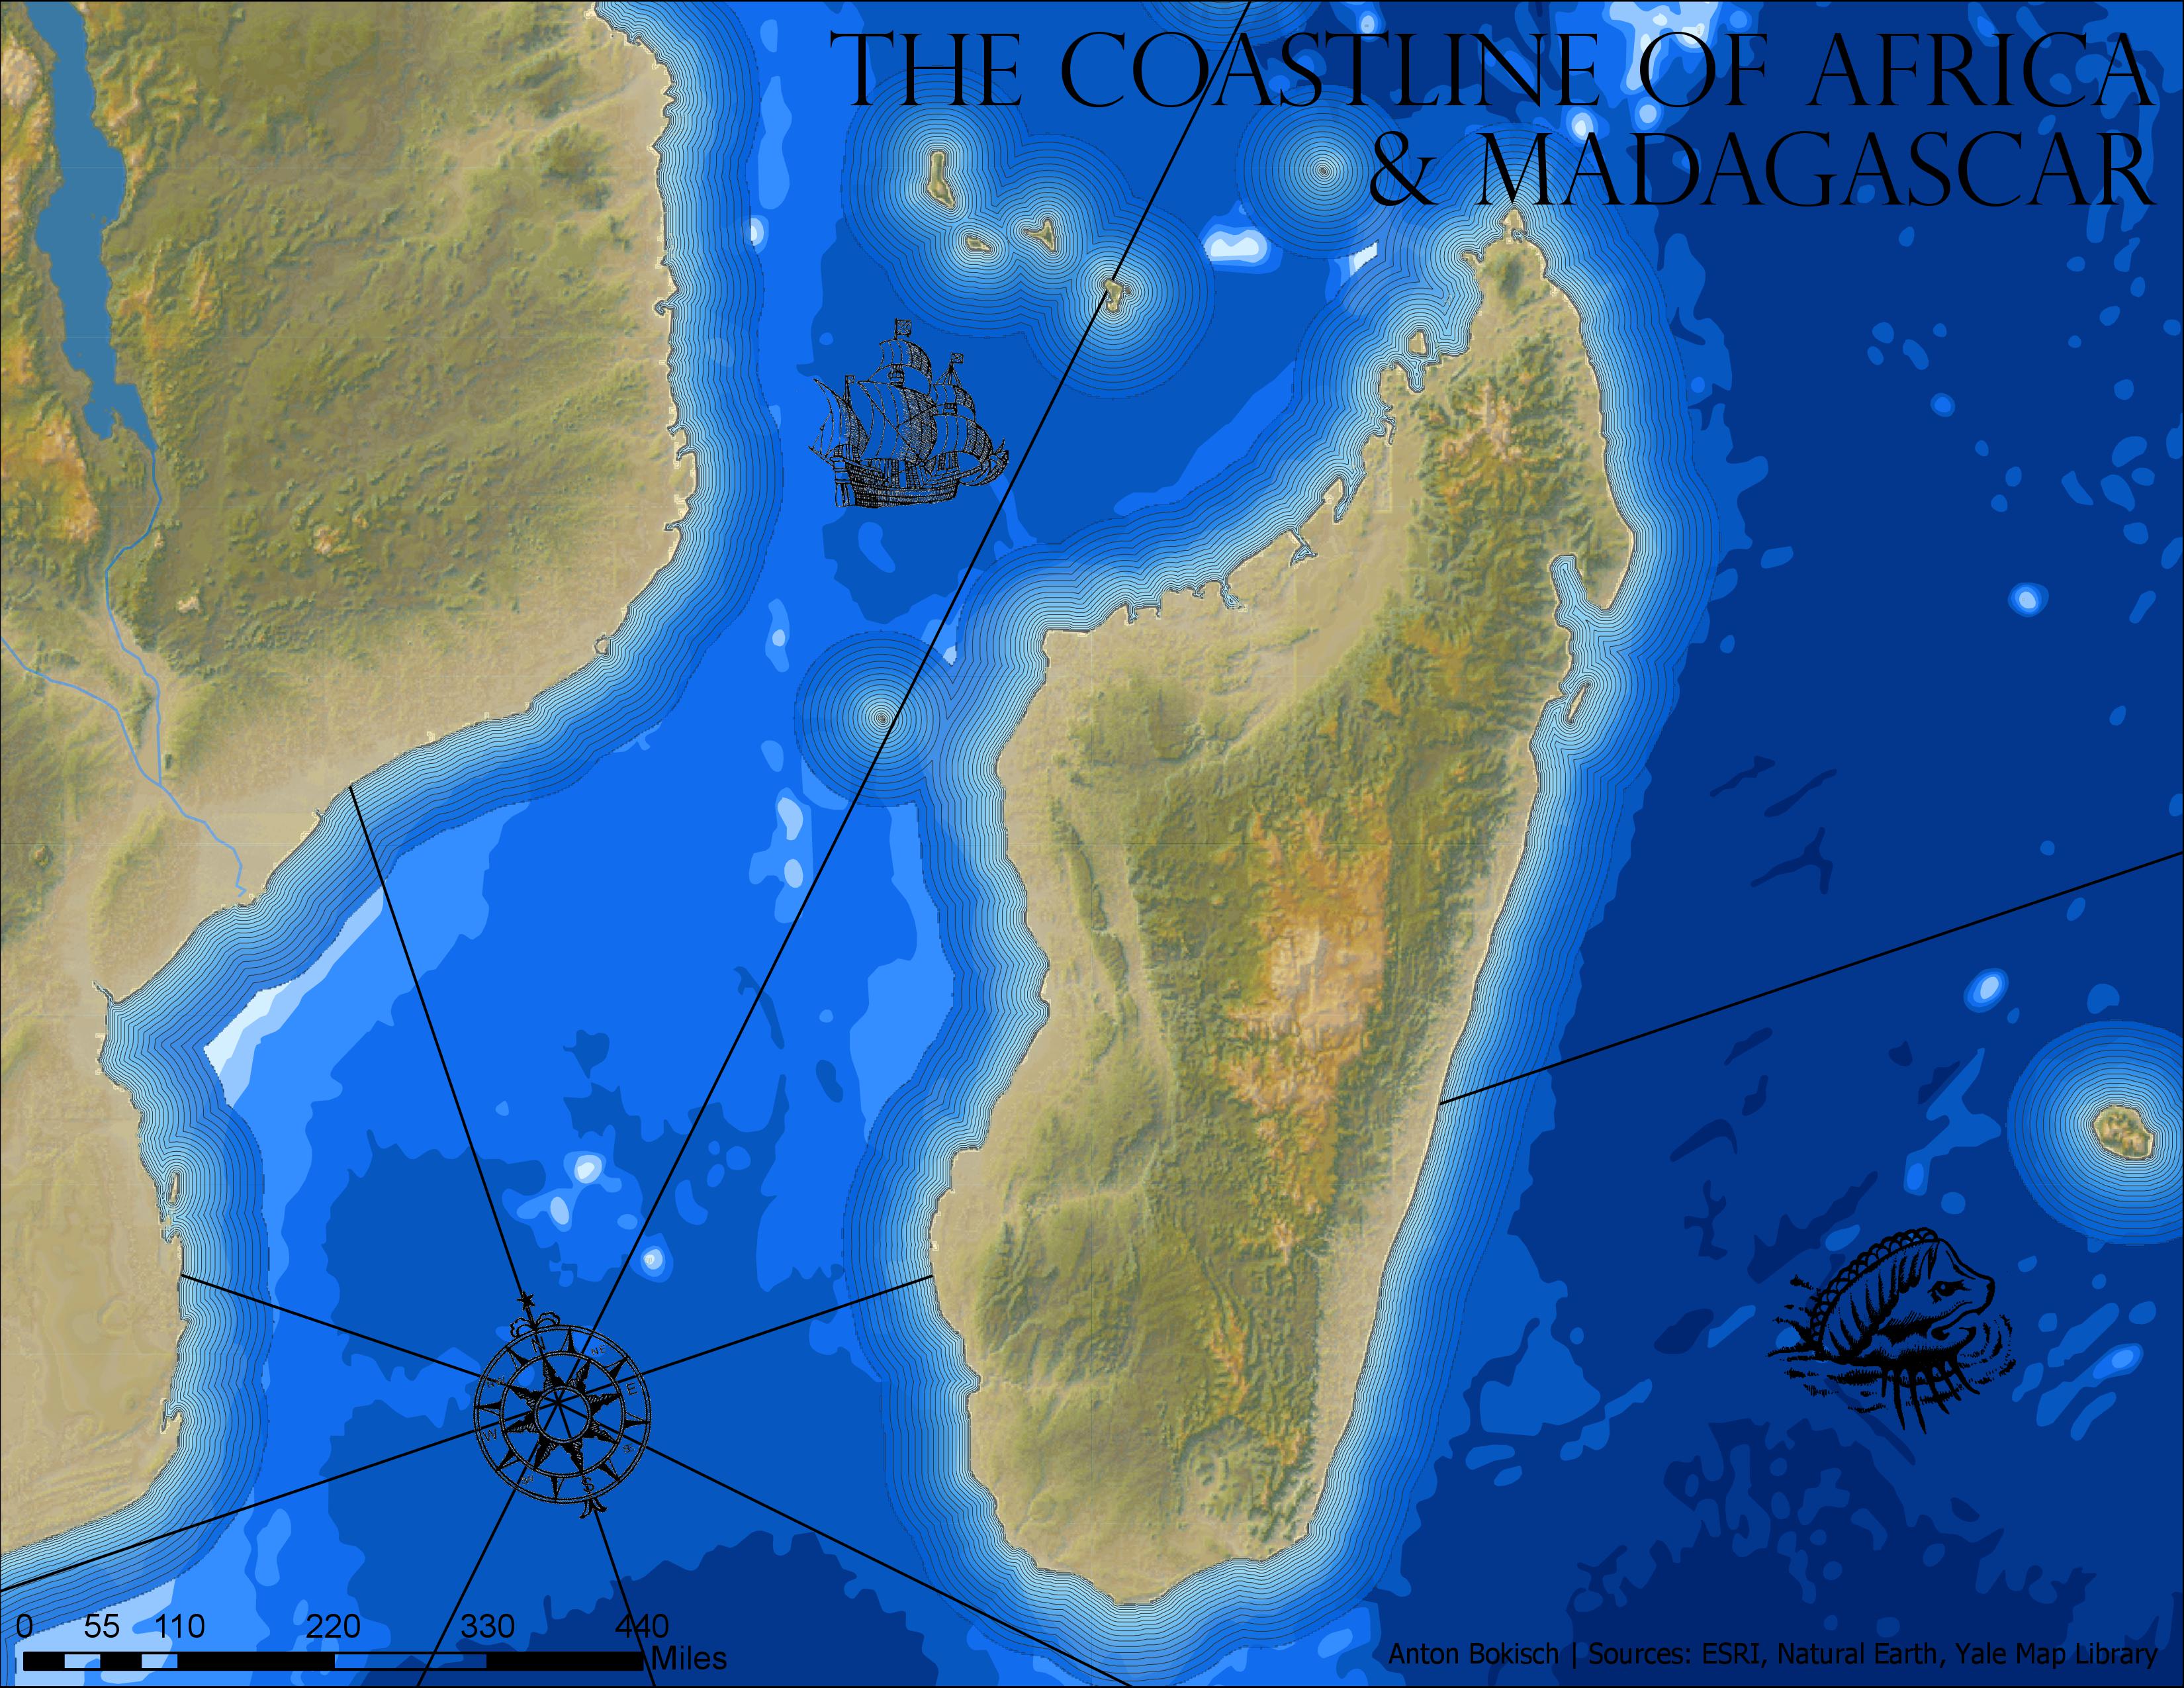 THE COASTLINE OF AFRICA
& MADAGASCAR
N
NE
E
W
S
0 55 110 220 330 440
Miles
Anton Bokisch | Sources: ESRI, Natural Earth, Yale Map Library